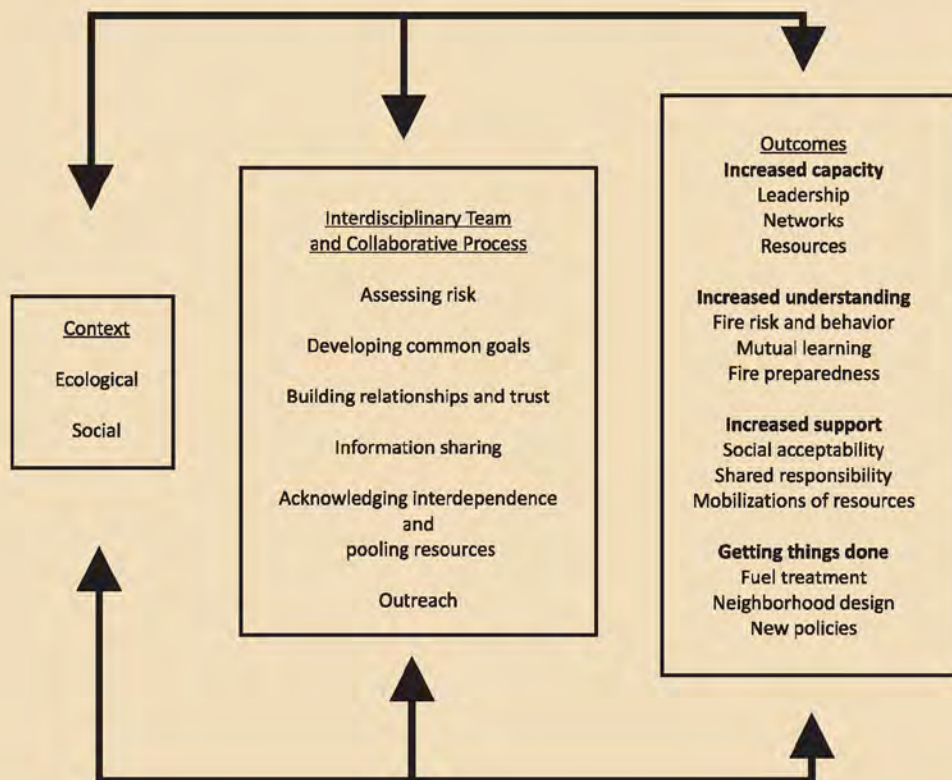 Context
Ecological
Social
Interdisciplinary Team
and Collaborative Process
Assessing risk
Developing common goals
Building relationships and trust
Information sharing
Acknowledging interdependence
and
pooling resources
Outreach
Outcomes
Increased capacity
Leadership
Networks
Resources
Increased understanding
Fire risk and behavior
Mutual learning
Fire preparedness
Increased support
Social acceptability
Shared responsibility
Mobilizations of resources
Getting things done
Fuel treatment
Neighborhood design
New policies